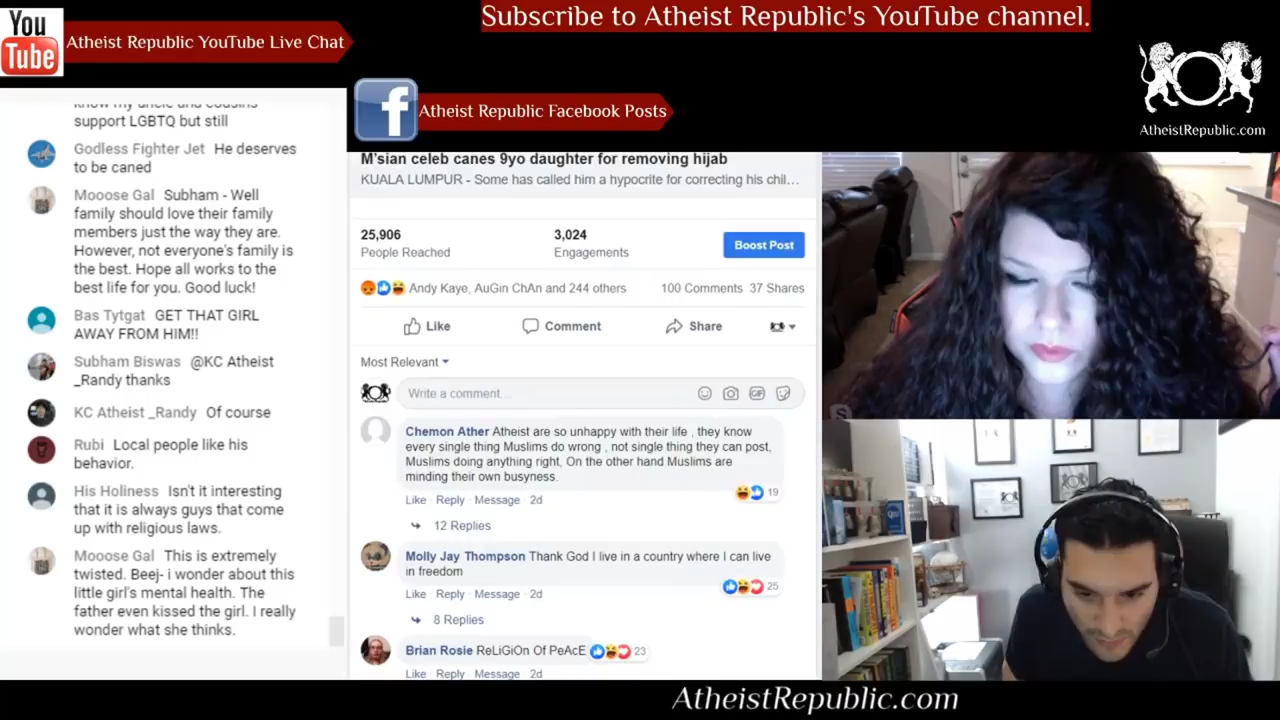 Subscribe to Atheist Republic's YouTube channel.
You
Tube
Atheist Republic YouTube Live Chat
AtheistRepublic.com
Atheist Republic Facebook Posts
know my uncle and cousins
support LGBTQ but still
Godless Fighter Jet He deserves
to be caned
Mooose Gal Subham - Well
family should love their family
members just the way they are.
However, not everyone's family is
the best. Hope all works to the
best life for you. Good luck!
Bas Tytgat GET THAT GIRL
AWAY FROM HIM!!
Subham Biswas @KC Atheist
_Randy thanks
KC Atheist _Randy Of course
Rubi Local people like his
behavior.
His Holiness Isn't it interesting
that it is always guys that come
up with religious laws.
Mooose Gal This is extremely
twisted. Beej- i wonder about this
little girl's mental health. The
father even kissed the girl. I really
wonder what she thinks.
M'sian celeb canes 9yo daughter for removing hijab
KUALA LUMPUR - Some has called him a hypocrite for correcting his chil…
25,906
People Reached
3,024
Engagements
Boost Post
Andy Kaye, AuGin ChAn and 244 others
100 Comments 37 Shares
Like Comment Share
Most Relevant
Write a comment...
GIF
Chemon Ather Atheist are so unhappy with their life , they know
every single thing Muslims do wrong , not single thing they can post,
Muslims doing anything right, On the other hand Muslims are
minding their own busyness.
19
Like · Reply · Message · 2d
12 Replies
Molly Jay Thompson Thank God I live in a country where I can live
in freedom
25
Like · Reply · Message · 2d
8 Replies
Brian Rosie ReLiGiOn Of PeAcE 23
Like · Reply · Message · 2d
AtheistRepublic.com